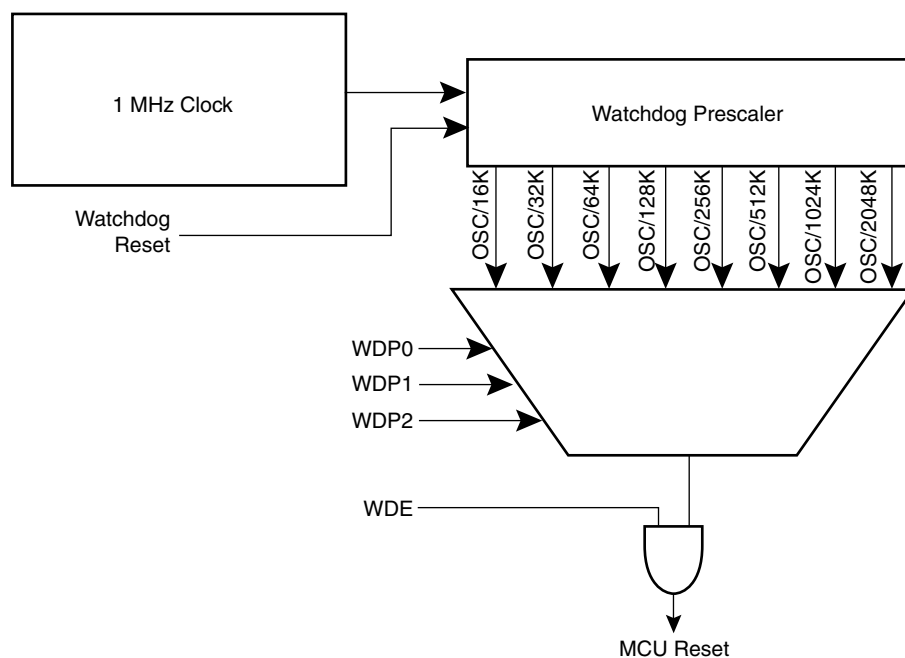 1 MHz Clock
Watchdog Prescaler
Watchdog
Reset
OSC/16K
OSC/32K
OSC/64K
OSC/128K
OSC/256K
OSC/512K
OSC/1024K
OSC/2048K
WDP0
WDP1
WDP2
WDE
MCU Reset